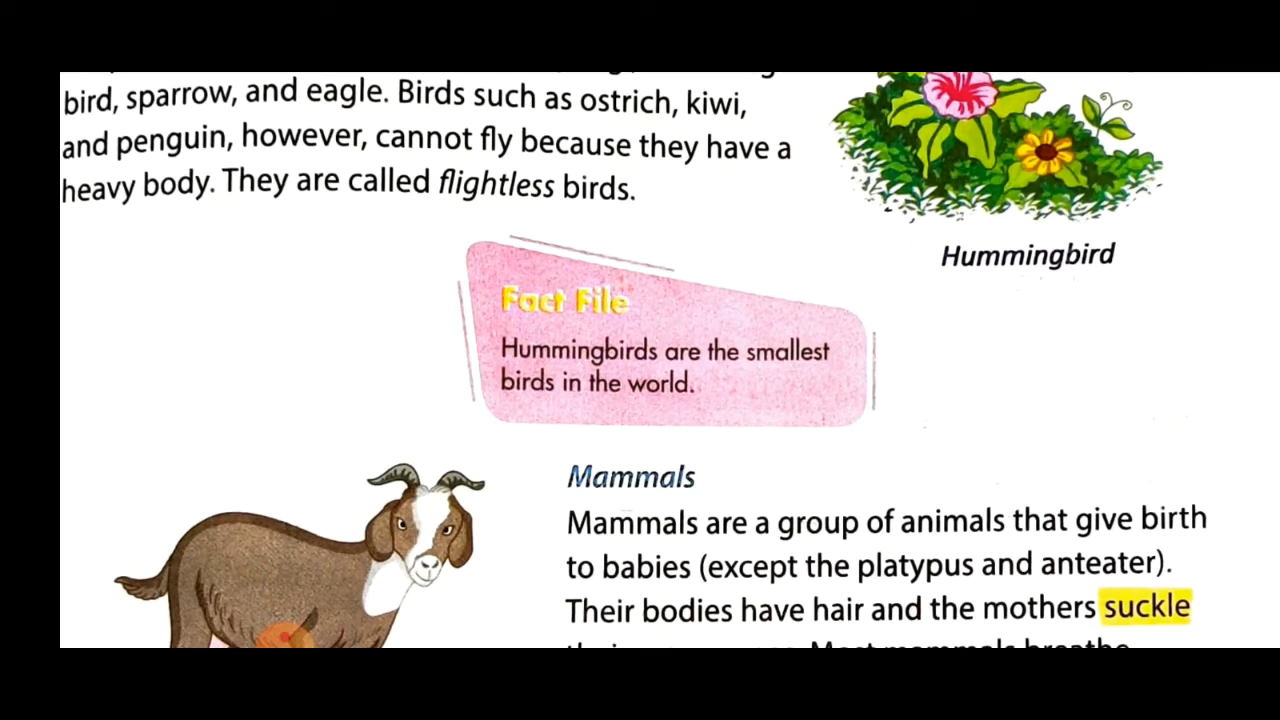 bird, sparrow, and eagle. Birds such as ostrich, kiwi,
and penguin, however, cannot fly because they have a
heavy body. They are called flightless birds.
Hummingbird
Fact File
Hummingbirds are the smallest
birds in the world.
Mammals
Mammals are a group of animals that give birth
to babies (except the platypus and anteater).
Their bodies have hair and the mothers suckle
Most mammals breathe